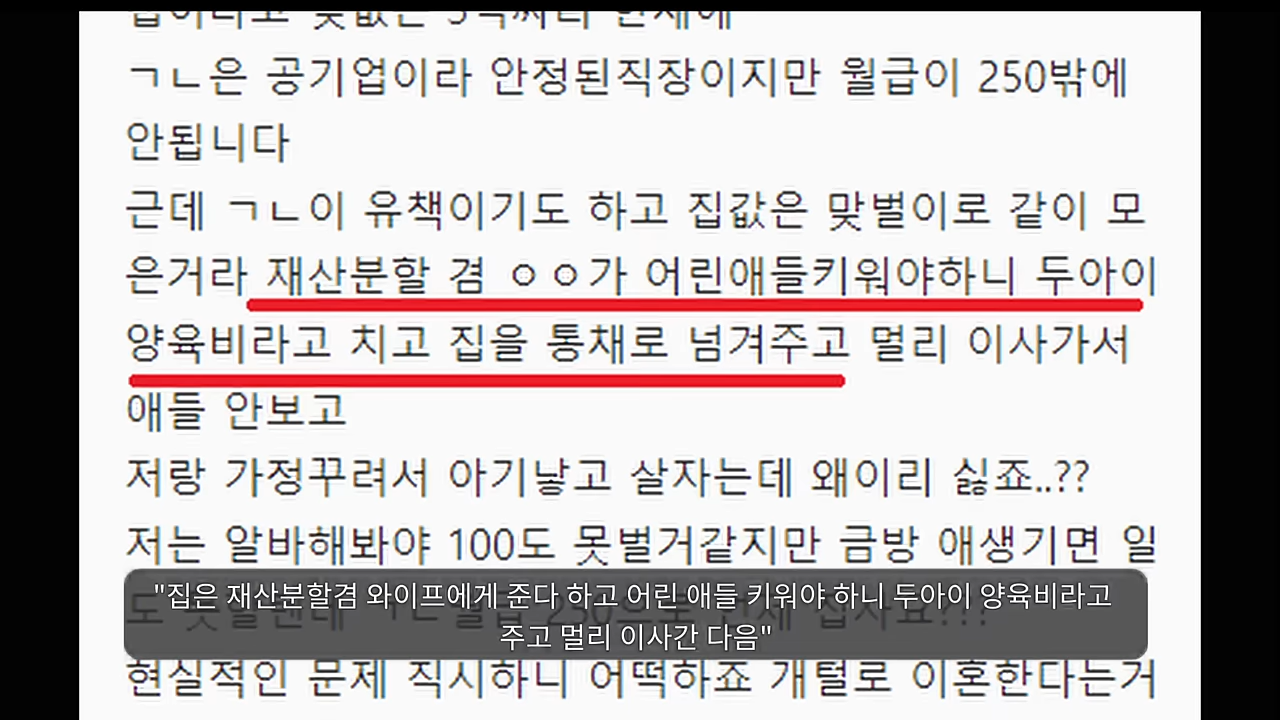 ㄱㄴ은 공기업이라 안정된직장이지만 월급이 250밖에
안됩니다
근데 ㄱㄴ이 유책이기도 하고 집값은 맞벌이로 같이 모
은거라 재산분할 겸 ㅇㅇ가 어린애들키워야하니 두아이
양육비라고 치고 집을 통채로 넘겨주고 멀리 이사가서
애들 안보고
저랑 가정꾸려서 아기낳고 살자는데 왜이리 싫죠..??
저는 알바해봐야 100도 못벌거같지만 금방 애생기면 일
"집은 재산분할겸 와이프에게 준다 하고 어린 애들 키워야 하니 두아이 양육비라고
주고 멀리 이사간 다음"
현실적인 문제 직시하니 어떡하죠 개털로 이혼한다는거